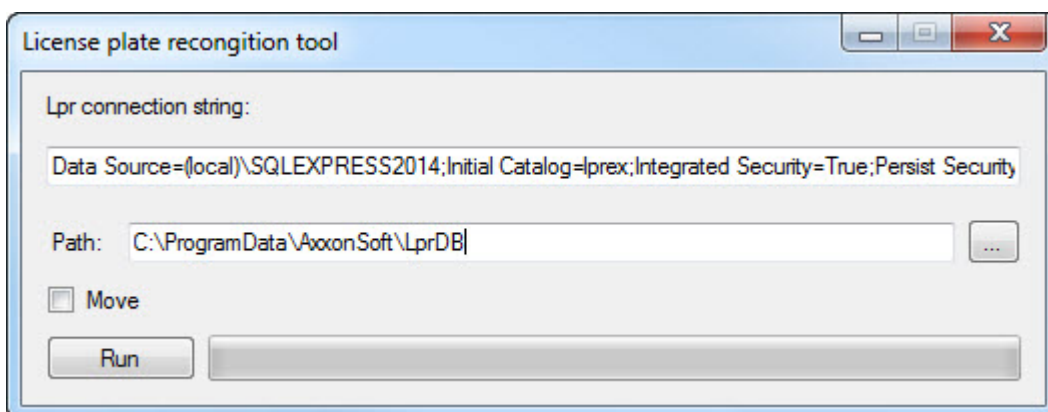 License plate recongition tool
Lpr connection string:
Data Source=(local)\SQLEXPRESS2014;Initial Catalog=lprex;Integrated Security=True;Persist Security
Path: C:\ProgramData\AxxonSoft\LprDB ...
Move
Run